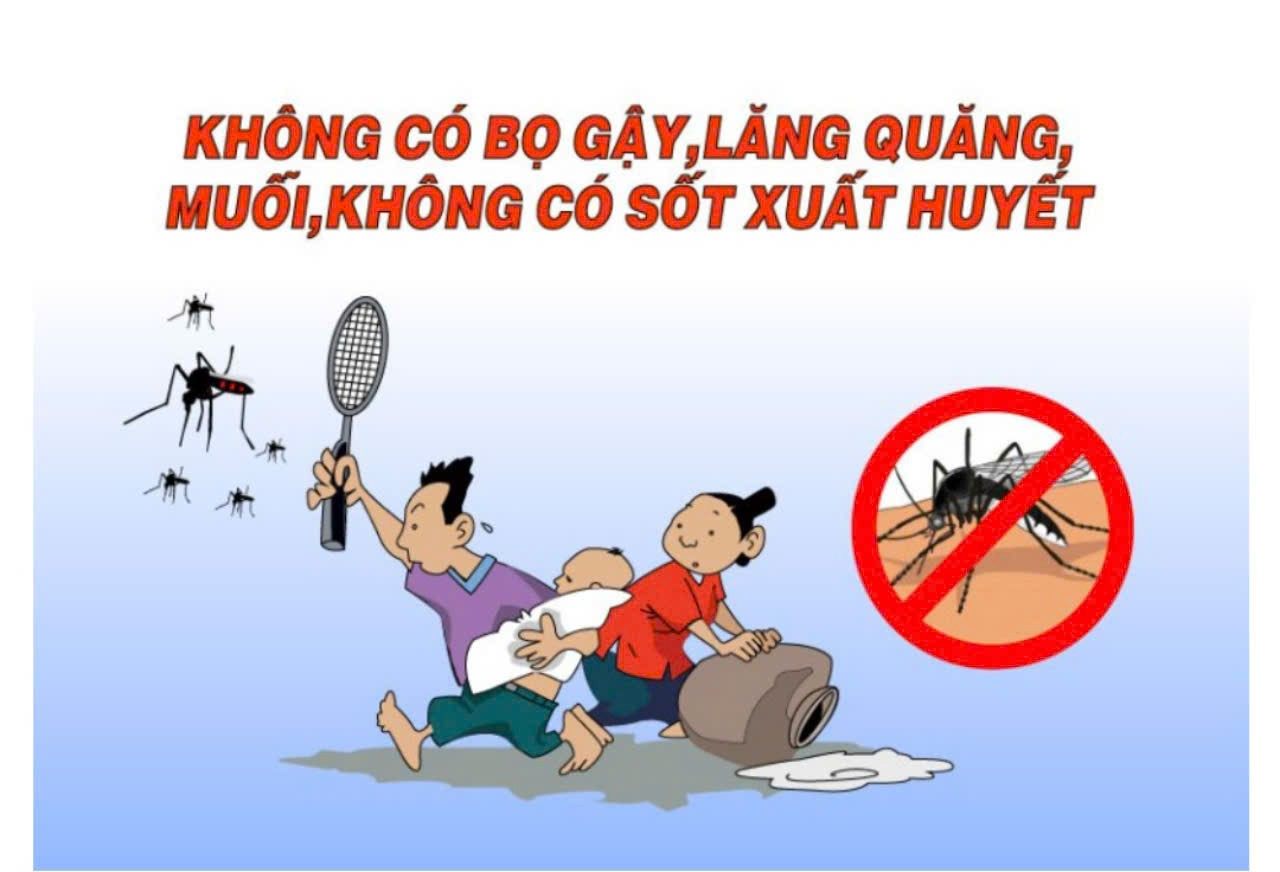 KHÔNG CÓ BỌ GẬY,LĂNG QUĂNG,
MUỖI,KHÔNG CÓ SỐT XUẤT HUYẾT